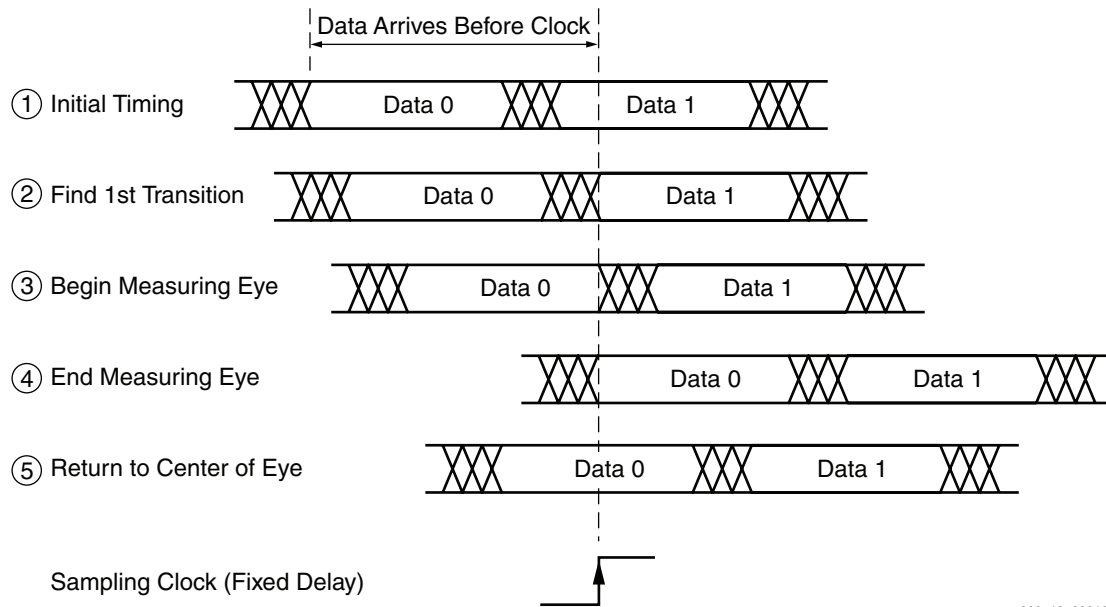 Data Arrives Before Clock
1 Initial Timing Data 0 Data 1
2 Find 1st Transition Data 0 Data 1
3 Begin Measuring Eye Data 0 Data 1
4 End Measuring Eye Data 0 Data 1
5 Return to Center of Eye Data 0 Data 1
Sampling Clock (Fixed Delay)